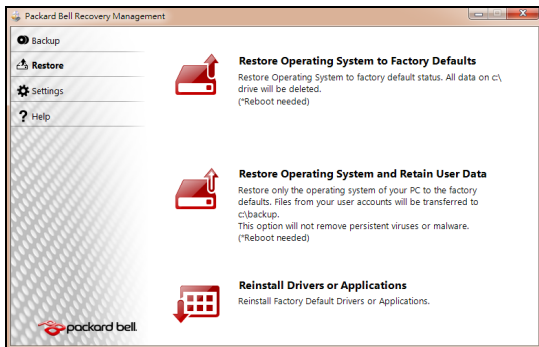 Packard Bell Recovery Management
Backup
Restore
Settings
? Help
Restore Operating System to Factory Defaults
Restore Operating System to factory default status. All data on c:\
drive will be deleted.
(*Reboot needed)
Restore Operating System and Retain User Data
Restore only the operating system of your PC to the factory
defaults. Files from your user accounts will be transferred to
c:\backup.
This option will not remove persistent viruses or malware.
(*Reboot needed)
Reinstall Drivers or Applications
Reinstall Factory Default Drivers or Applications.
packard bell.